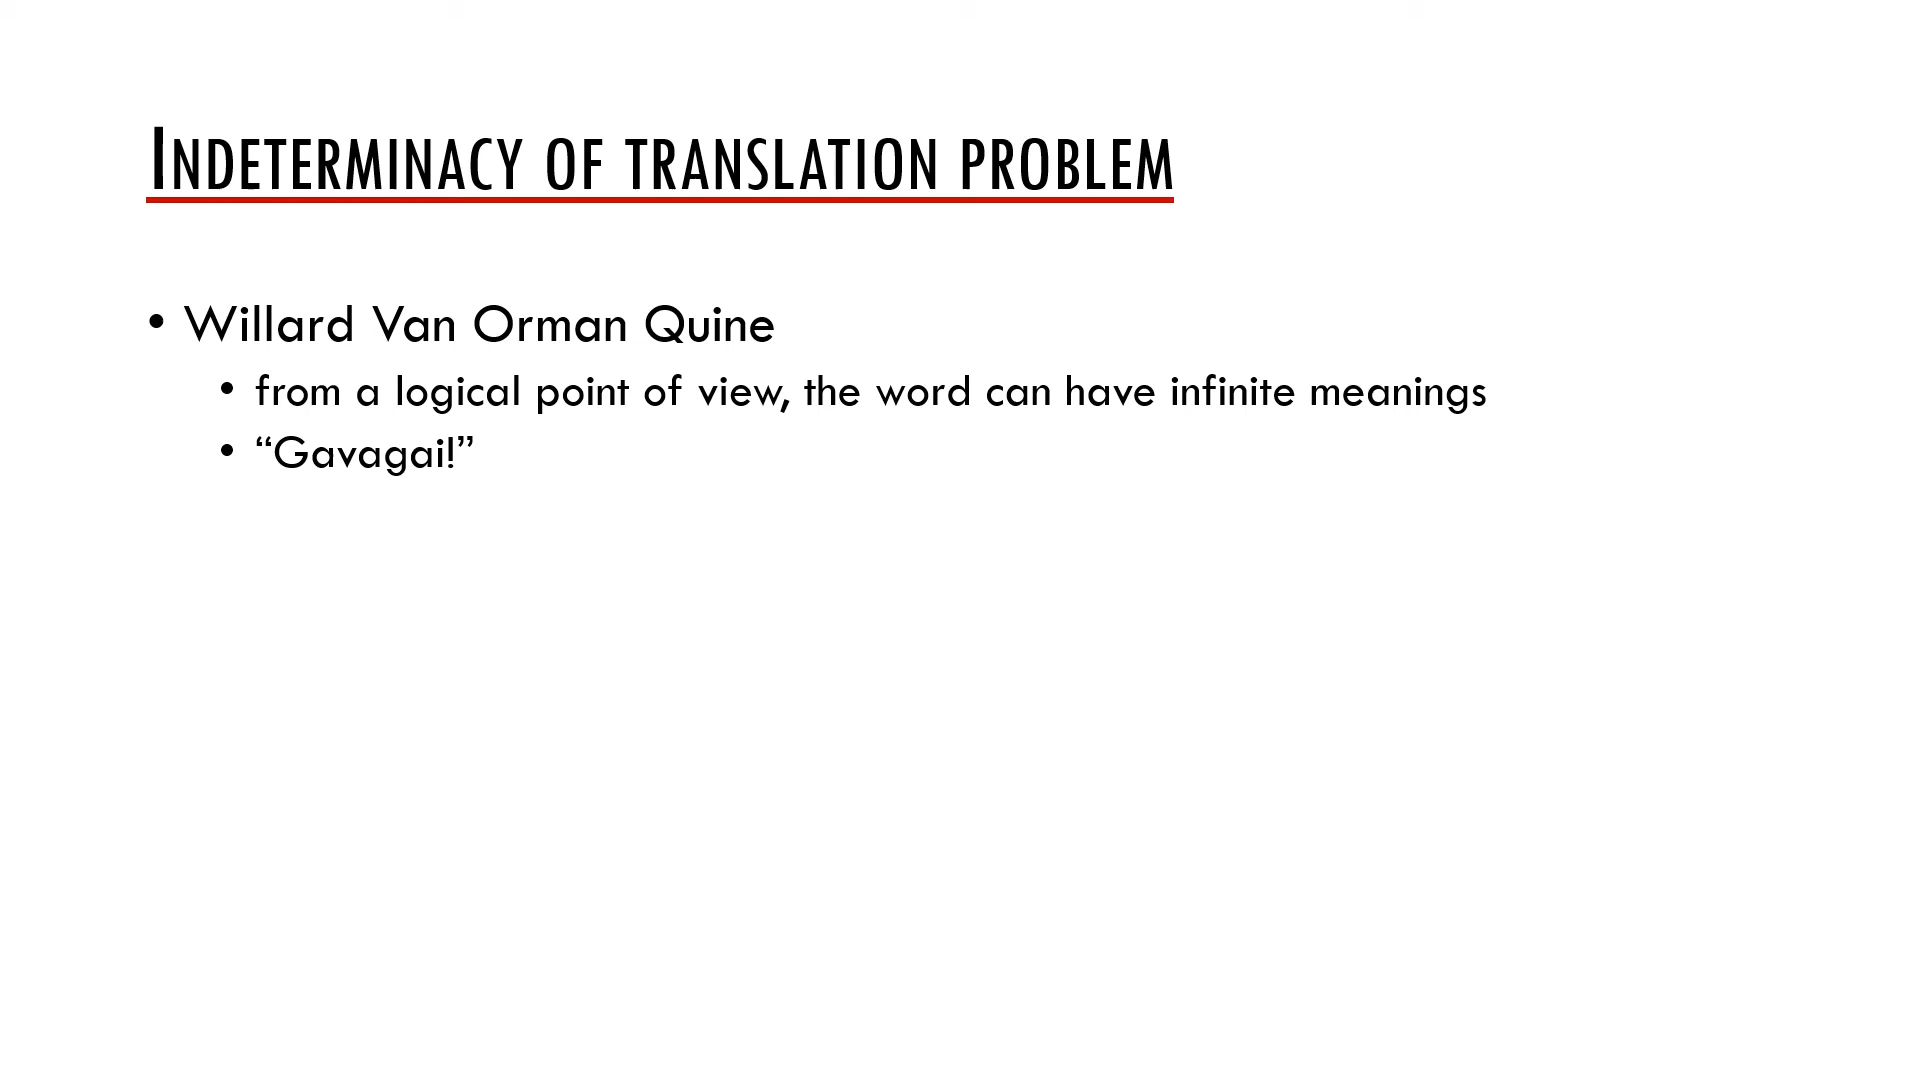 Indeterminacy of translation problem
• Willard Van Orman Quine
• from a logical point of view, the word can have infinite meanings
• “Gavagai!”